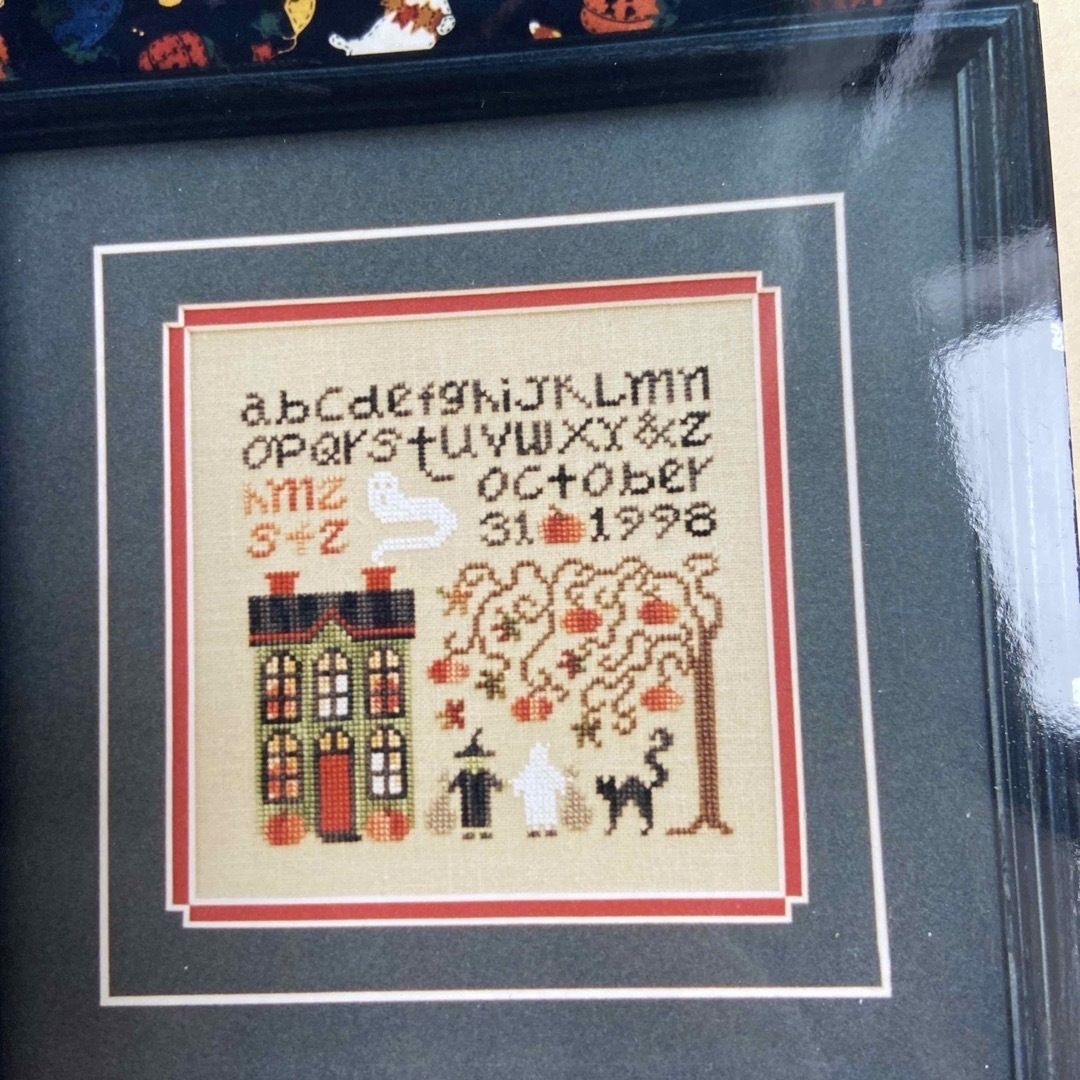 abcdefghiJKLmn
opqrstuvwxy&z
KMZ
S+Z
october
31 1998